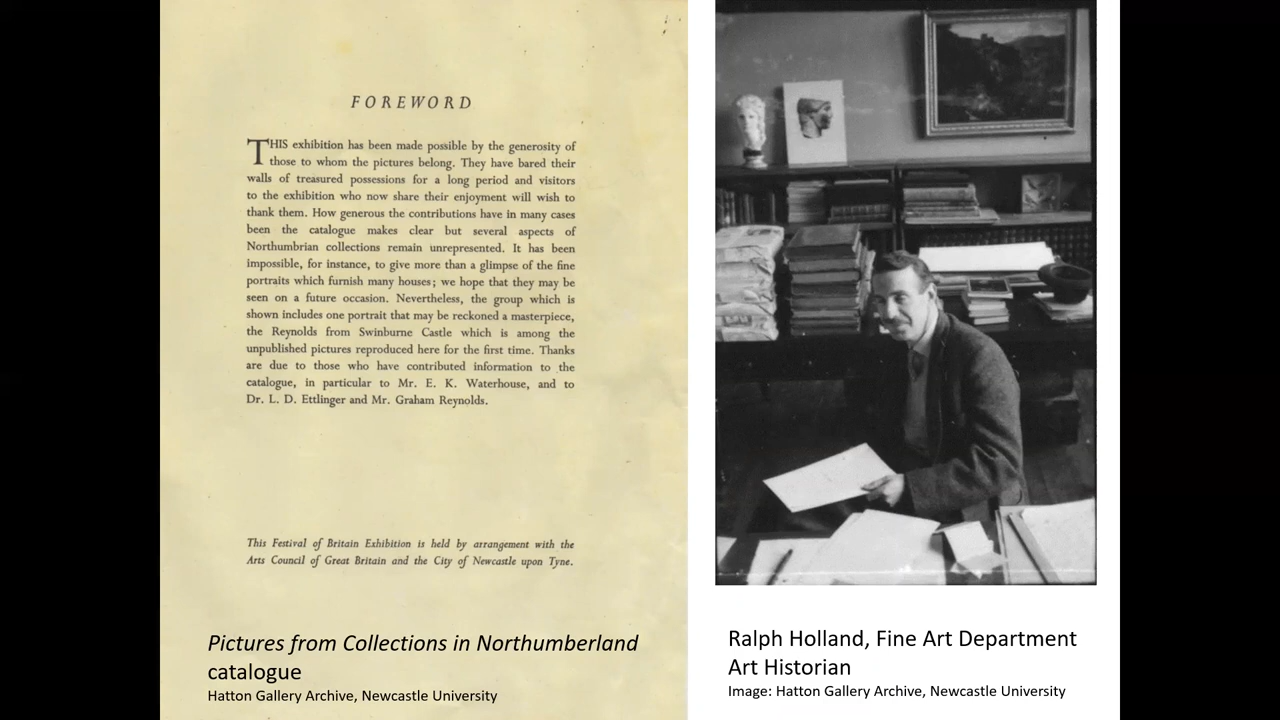 FOREWORD
THIS exhibition has been made possible by the generosity of
those to whom the pictures belong. They have bared their
walls of treasured possessions for a long period and visitors
to the exhibition who now share their enjoyment will wish to
thank them. How generous the contributions have in many cases
been the catalogue makes clear but several aspects of
Northumbrian collections remain unrepresented. It has been
impossible, for instance, to give more than a glimpse of the fine
portraits which furnish many houses; we hope that they may be
seen on a future occasion. Nevertheless, the group which is
shown includes one portrait that may be reckoned a masterpiece,
the Reynolds from Swinburne Castle which is among the
unpublished pictures reproduced here for the first time. Thanks
are due to those who have contributed information to the
catalogue, in particular to Mr. E. K. Waterhouse, and to
Dr. L. D. Ettlinger and Mr. Graham Reynolds.
This Festival of Britain Exhibition is held by arrangement with the
Arts Council of Great Britain and the City of Newcastle upon Tyne.
Pictures from Collections in Northumberland
catalogue
Hatton Gallery Archive, Newcastle University
Ralph Holland, Fine Art Department
Art Historian
Image: Hatton Gallery Archive, Newcastle University